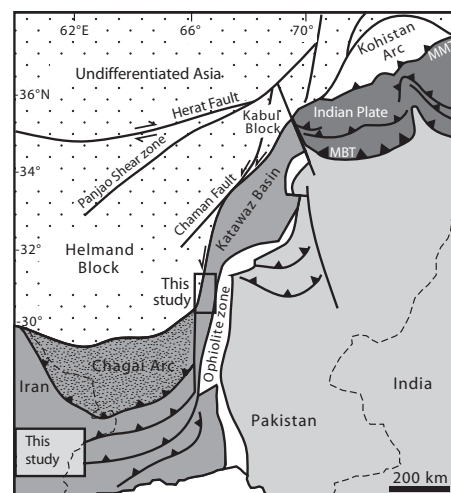 62°E
66°
70°
Kohistan
Arc
MMT
Undifferentiated Asia
36°N
Herat Fault
Kabul
Block
Indian Plate
Panjao Shear zone
MBT
34°
Chaman Fault
Katawaz Basin
32°
Helmand
Block
This
study
30°
Ophiolite zone
Chagai Arc
Iran
India
Pakistan
This
study
200 km